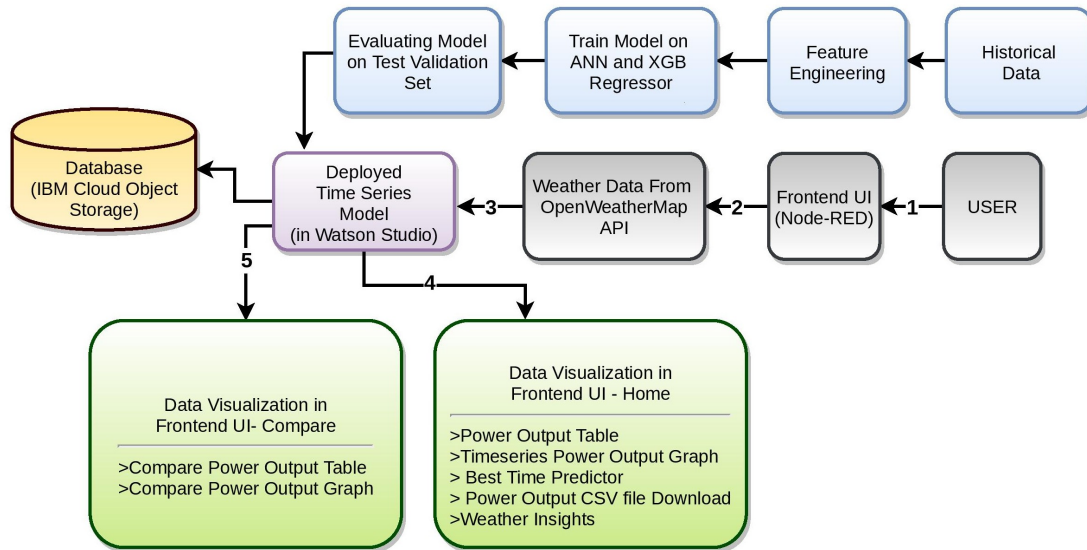 Evaluating Model
on Test Validation
Set
Train Model on
ANN and XGB
Regressor
Feature
Engineering
Historical
Data
Database
(IBM Cloud Object
Storage)
Deployed
Time Series
Model
(in Watson Studio)
3
Weather Data From
OpenWeatherMap
API
2
Frontend UI
(Node-RED)
1
USER
5
4
Data Visualization in
Frontend UI- Compare
>Compare Power Output Table
>Compare Power Output Graph
Data Visualization in
Frontend UI - Home
>Power Output Table
>Timeseries Power Output Graph
> Best Time Predictor
> Power Output CSV file Download
>Weather Insights